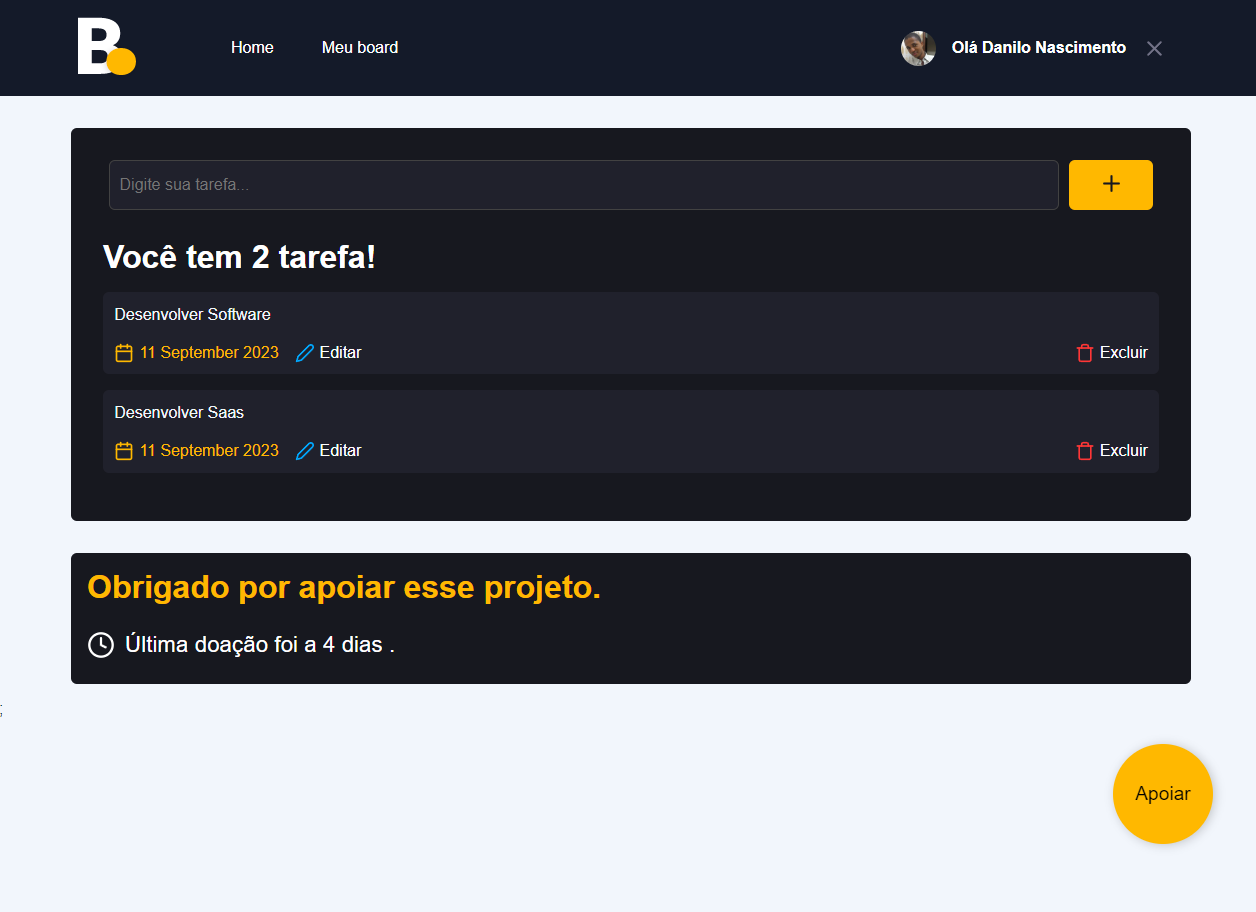 B.
Home
Meu board
Olá Danilo Nascimento
Digite sua tarefa...
+
Você tem 2 tarefa!
Desenvolver Software
11 September 2023 Editar Excluir
Desenvolver Saas
11 September 2023 Editar Excluir
Obrigado por apoiar esse projeto.
Última doação foi a 4 dias .
;
Apoiar